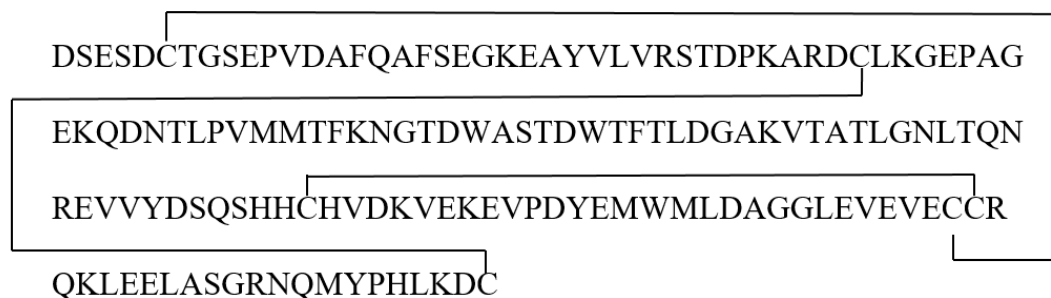 DSESDCTGSEPVDAFQAFSEGKEAYVLVRSTDPKARDCLKGEPAG
EKQDNTLPVMMTFKNGTDWASTDWTFTLDGAKVTATLGNLTQN
REVVYDSQSHHCHVDKVEKEVPDYEMWMLDAGGLEVEVECCR
QKLEELASGRNQMYPHLKDC